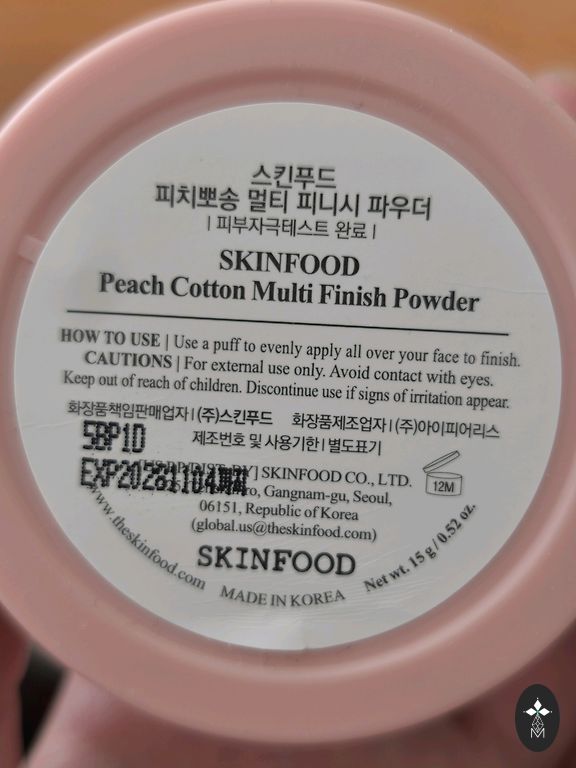 스킨푸드
피치뽀송 멀티 피니시 파우더
| 피부자극테스트 완료 |
SKINFOOD
Peach Cotton Multi Finish Powder
HOW TO USE | Use a puff to evenly apply all over your face to finish.
CAUTIONS | For external use only. Avoid contact with eyes.
Keep out of reach of children. Discontinue use if signs of irritation appear.
화장품책임판매업자 | (주)스킨푸드 화장품제조업자 | (주)아이피어리스
제조번호 및 사용기한 | 별도표기
5BP1D
BY] SKINFOOD CO., LTD.
Gangnam-gu, Seoul,
06151, Republic of Korea
(global.us@theskinfood.com)
12M
SKINFOOD
www.theskinfood.com
MADE IN KOREA
Net wt. 15 g / 0.52 oz.